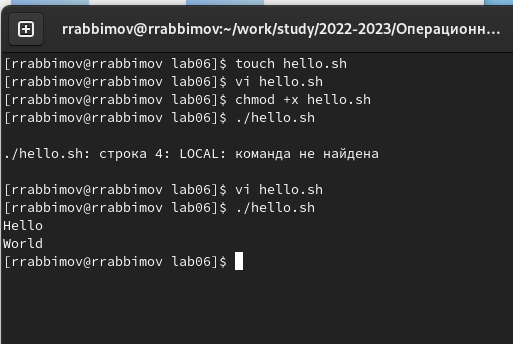 rrabbimov@rrabbimov:~/work/study/2022-2023/Операционн...
[rrabbimov@rrabbimov lab06]$ touch hello.sh
[rrabbimov@rrabbimov lab06]$ vi hello.sh
[rrabbimov@rrabbimov lab06]$ chmod +x hello.sh
[rrabbimov@rrabbimov lab06]$ ./hello.sh
./hello.sh: строка 4: LOCAL: команда не найдена
[rrabbimov@rrabbimov lab06]$ vi hello.sh
[rrabbimov@rrabbimov lab06]$ ./hello.sh
Hello
World
[rrabbimov@rrabbimov lab06]$